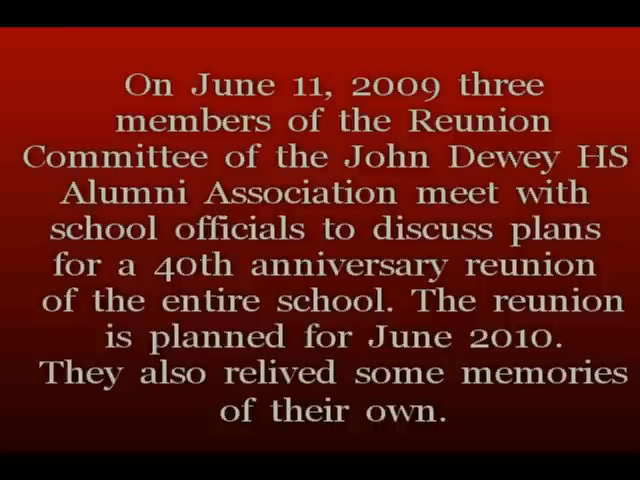 On June 11, 2009 three
members of the Reunion
Committee of the John Dewey HS
Alumni Association meet with
school officials to discuss plans
for a 40th anniversary reunion
of the entire school. The reunion
is planned for June 2010.
They also relived some memories
of their own.